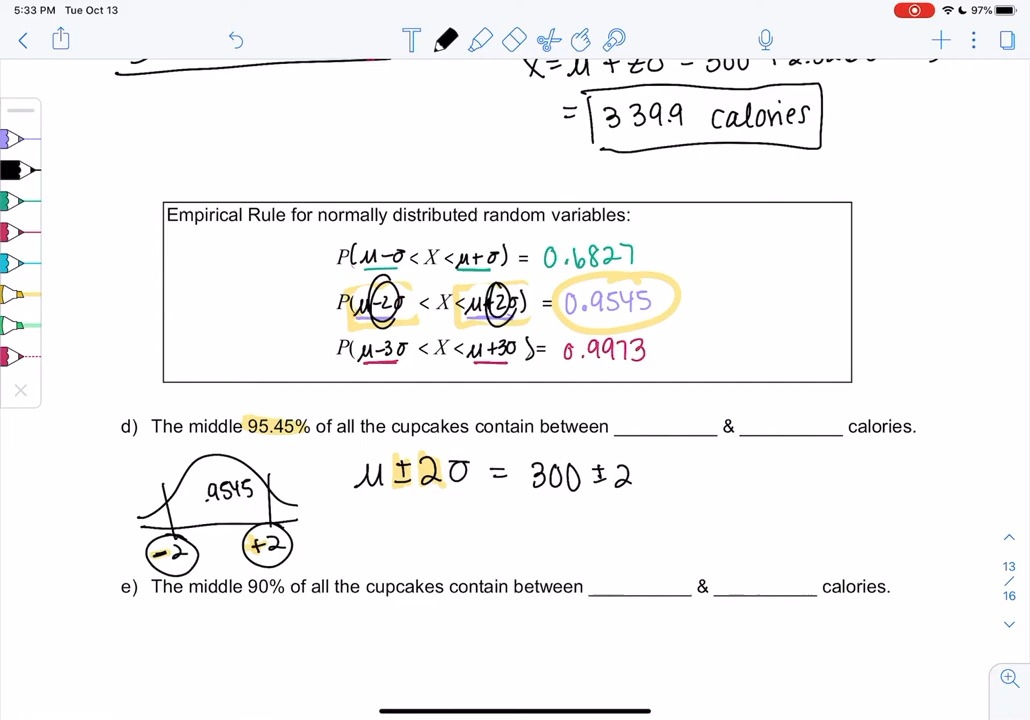 5:33 PM Tue Oct 13
97%
x = μ + zσ = 300 +
= 339.9 calories
Empirical Rule for normally distributed random variables:
P(μ-σ < X < μ+σ) = 0.6827
P(μ-2σ < X < μ+2σ) = 0.9545
P(μ-3σ < X < μ+3σ) = 0.9973
d) The middle 95.45% of all the cupcakes contain between __________ & __________ calories.
.9545
μ ± 2σ = 300 ± 2
-2 +2
e) The middle 90% of all the cupcakes contain between __________ & __________ calories.
13
/
16